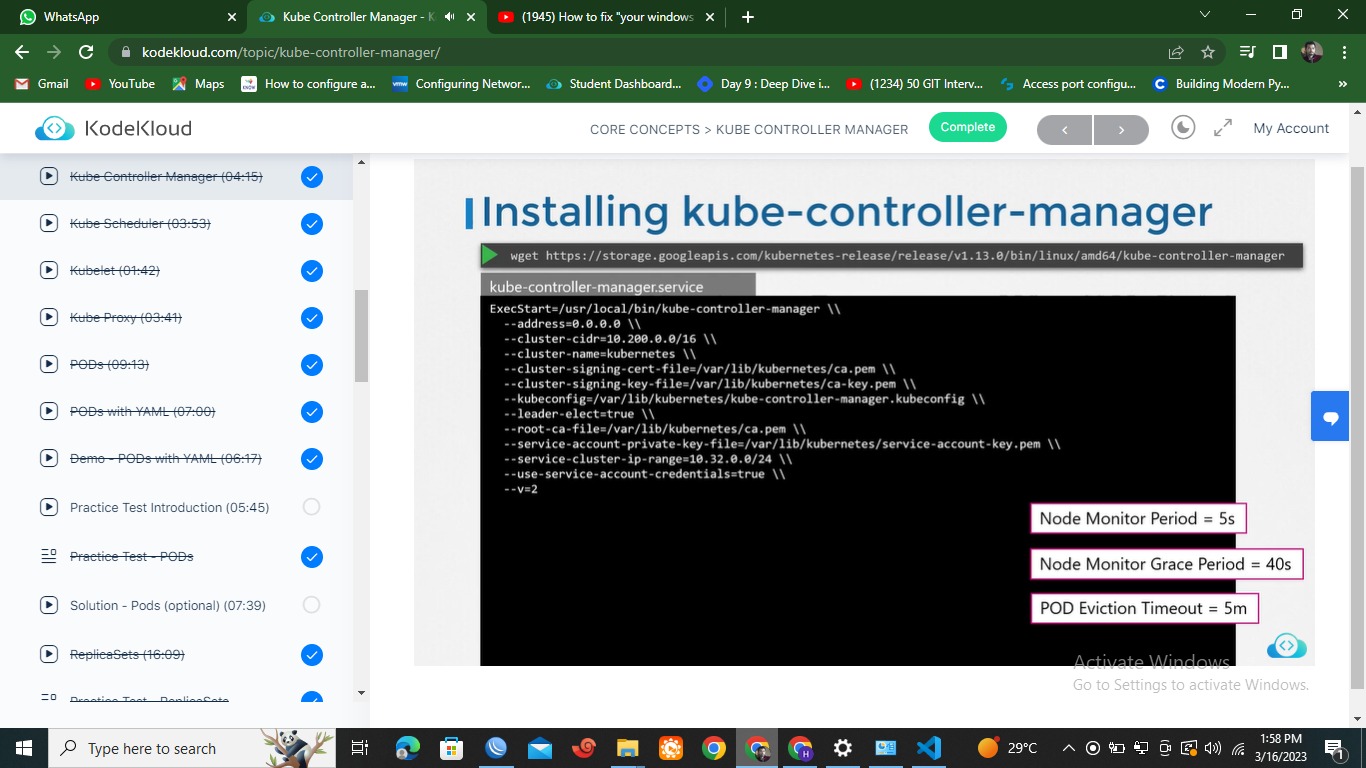 WhatsApp
Kube Controller Manager - K
(1945) How to fix "your windows
kodekloud.com/topic/kube-controller-manager/
Gmail
YouTube
Maps
How to configure a...
Configuring Networ...
Student Dashboard...
Day 9 : Deep Dive i...
(1234) 50 GIT Interv...
Access port configu...
Building Modern Py...
»
KodeKloud
CORE CONCEPTS > KUBE CONTROLLER MANAGER
Complete
My Account
Kube Controller Manager (04:15)
Kube Scheduler (03:53)
Kubelet (01:42)
Kube Proxy (03:41)
PODs (09:13)
PODs with YAML (07:00)
Demo - PODs with YAML (06:17)
Practice Test Introduction (05:45)
Practice Test - PODs
Solution - Pods (optional) (07:39)
ReplicaSets (16:09)
Practice Test - ReplicaSets
Installing kube-controller-manager
wget https://storage.googleapis.com/kubernetes-release/release/v1.13.0/bin/linux/amd64/kube-controller-manager
kube-controller-manager.service
ExecStart=/usr/local/bin/kube-controller-manager \\
--address=0.0.0.0 \\
--cluster-cidr=10.200.0.0/16 \\
--cluster-name=kubernetes \\
--cluster-signing-cert-file=/var/lib/kubernetes/ca.pem \\
--cluster-signing-key-file=/var/lib/kubernetes/ca-key.pem \\
--kubeconfig=/var/lib/kubernetes/kube-controller-manager.kubeconfig \\
--leader-elect=true \\
--root-ca-file=/var/lib/kubernetes/ca.pem \\
--service-account-private-key-file=/var/lib/kubernetes/service-account-key.pem \\
--service-cluster-ip-range=10.32.0.0/24 \\
--use-service-account-credentials=true \\
--v=2
Node Monitor Period = 5s
Node Monitor Grace Period = 40s
POD Eviction Timeout = 5m
Activate Windows
Go to Settings to activate Windows.
Type here to search
29°C
1:58 PM
3/16/2023
1